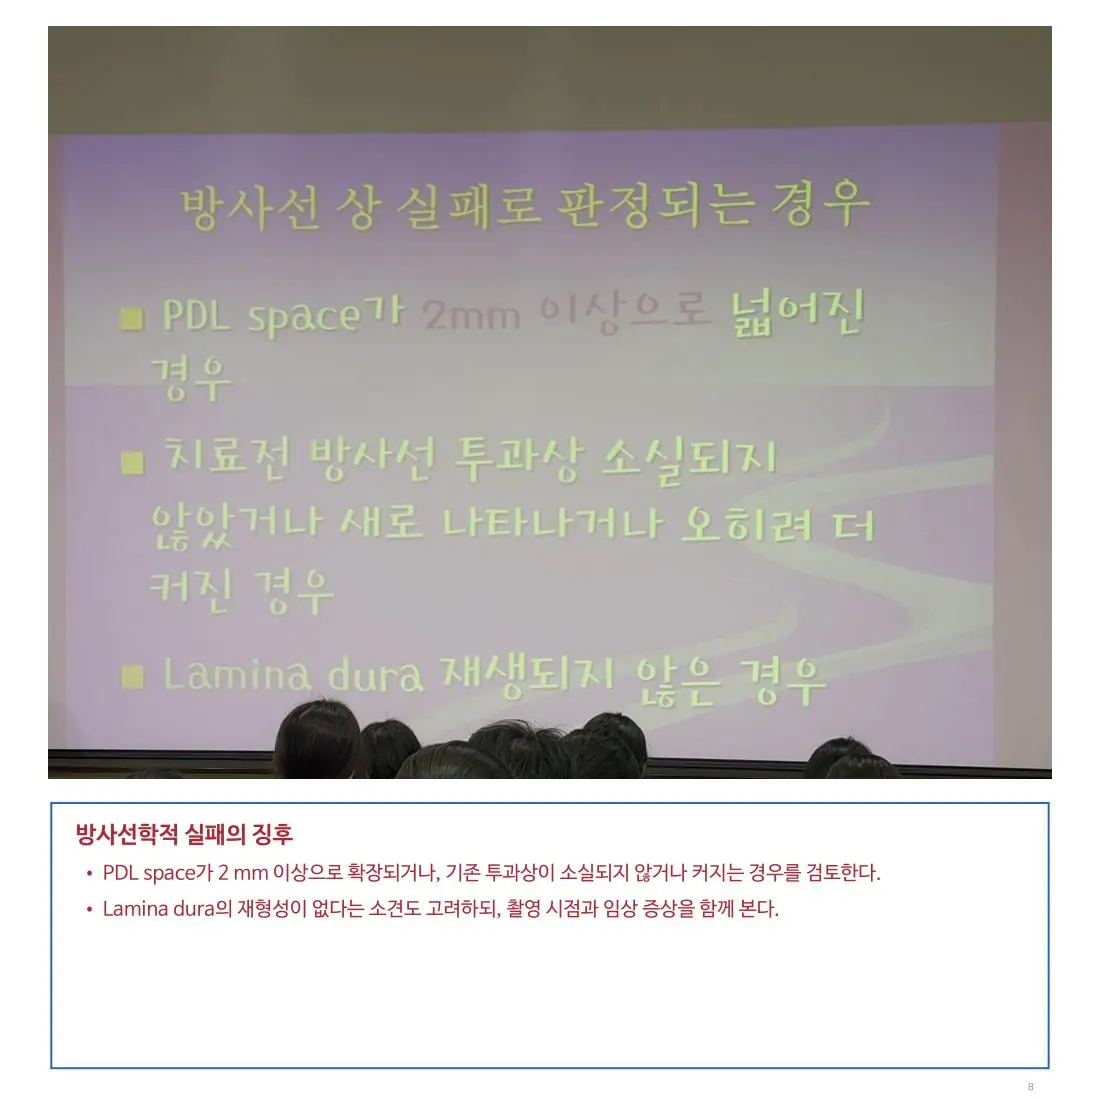 방사선 상 실패로 판정되는 경우
■ PDL space가 2mm 이상으로 넓어진
경우
■ 치료전 방사선 투과상 소실되지
않았거나 새로 나타나거나 오히려 더
커진 경우
■ Lamina dura 재생되지 않은 경우
방사선학적 실패의 징후
• PDL space가 2 mm 이상으로 확장되거나, 기존 투과상이 소실되지 않거나 커지는 경우를 검토한다.
• Lamina dura의 재형성이 없다는 소견도 고려하되, 촬영 시점과 임상 증상을 함께 본다.
8